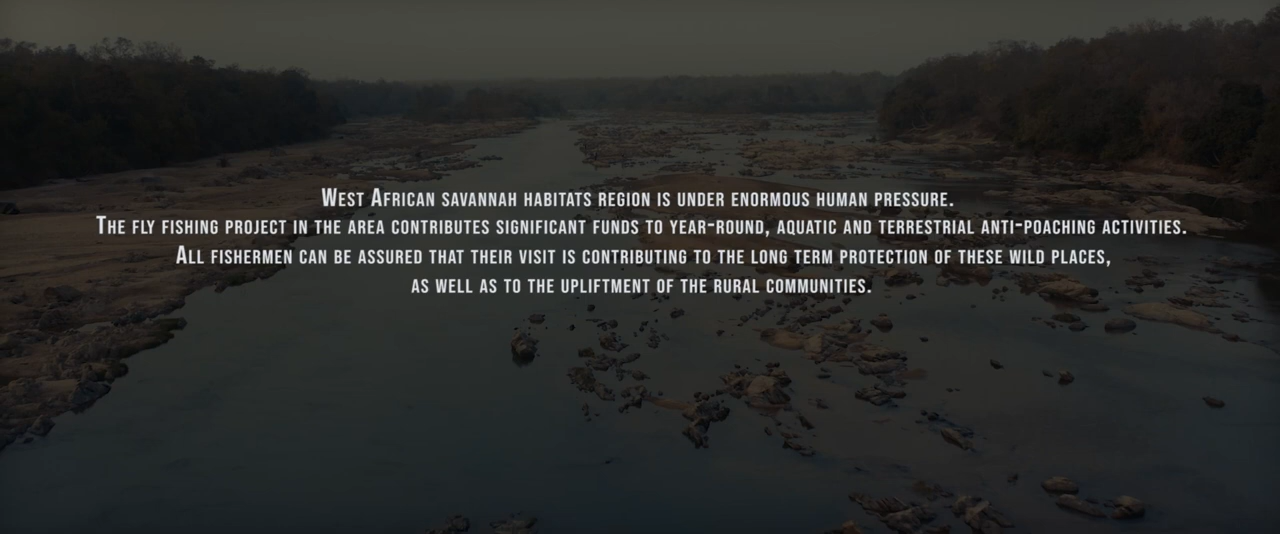 West African savannah habitats region is under enormous human pressure.
The fly fishing project in the area contributes significant funds to year-round, aquatic and terrestrial anti-poaching activities.
All fishermen can be assured that their visit is contributing to the long term protection of these wild places,
as well as to the upliftment of the rural communities.